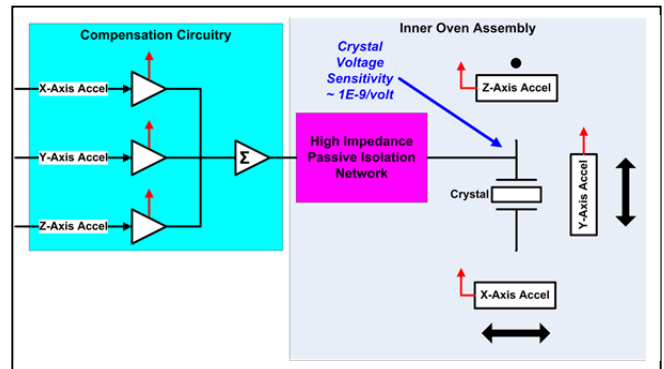 Compensation Circuitry
X-Axis Accel
Y-Axis Accel
Z-Axis Accel
Σ
Inner Oven Assembly
Crystal
Voltage
Sensitivity
~ 1E-9/volt
High Impedance
Passive Isolation
Network
Crystal
Z-Axis Accel
Y-Axis Accel
X-Axis Accel